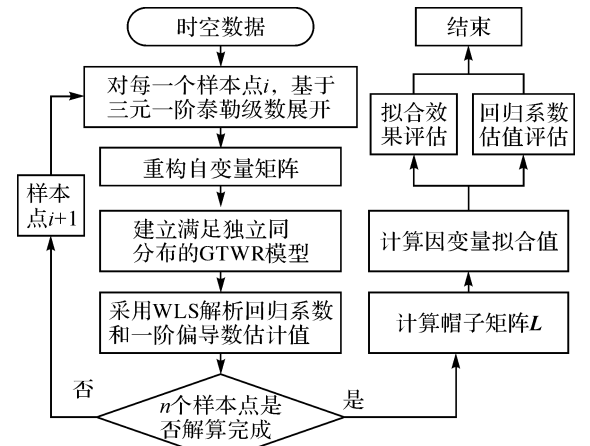 时空数据
对每一个样本点i，基于
三元一阶泰勒级数展开
重构自变量矩阵
样本
点i+1
建立满足独立同
分布的GTWR模型
采用WLS解析回归系数
和一阶偏导数估计值
否
n个样本点是
否解算完成
是
计算帽子矩阵L
计算因变量拟合值
拟合效
果评估
回归系数
估值评估
结束